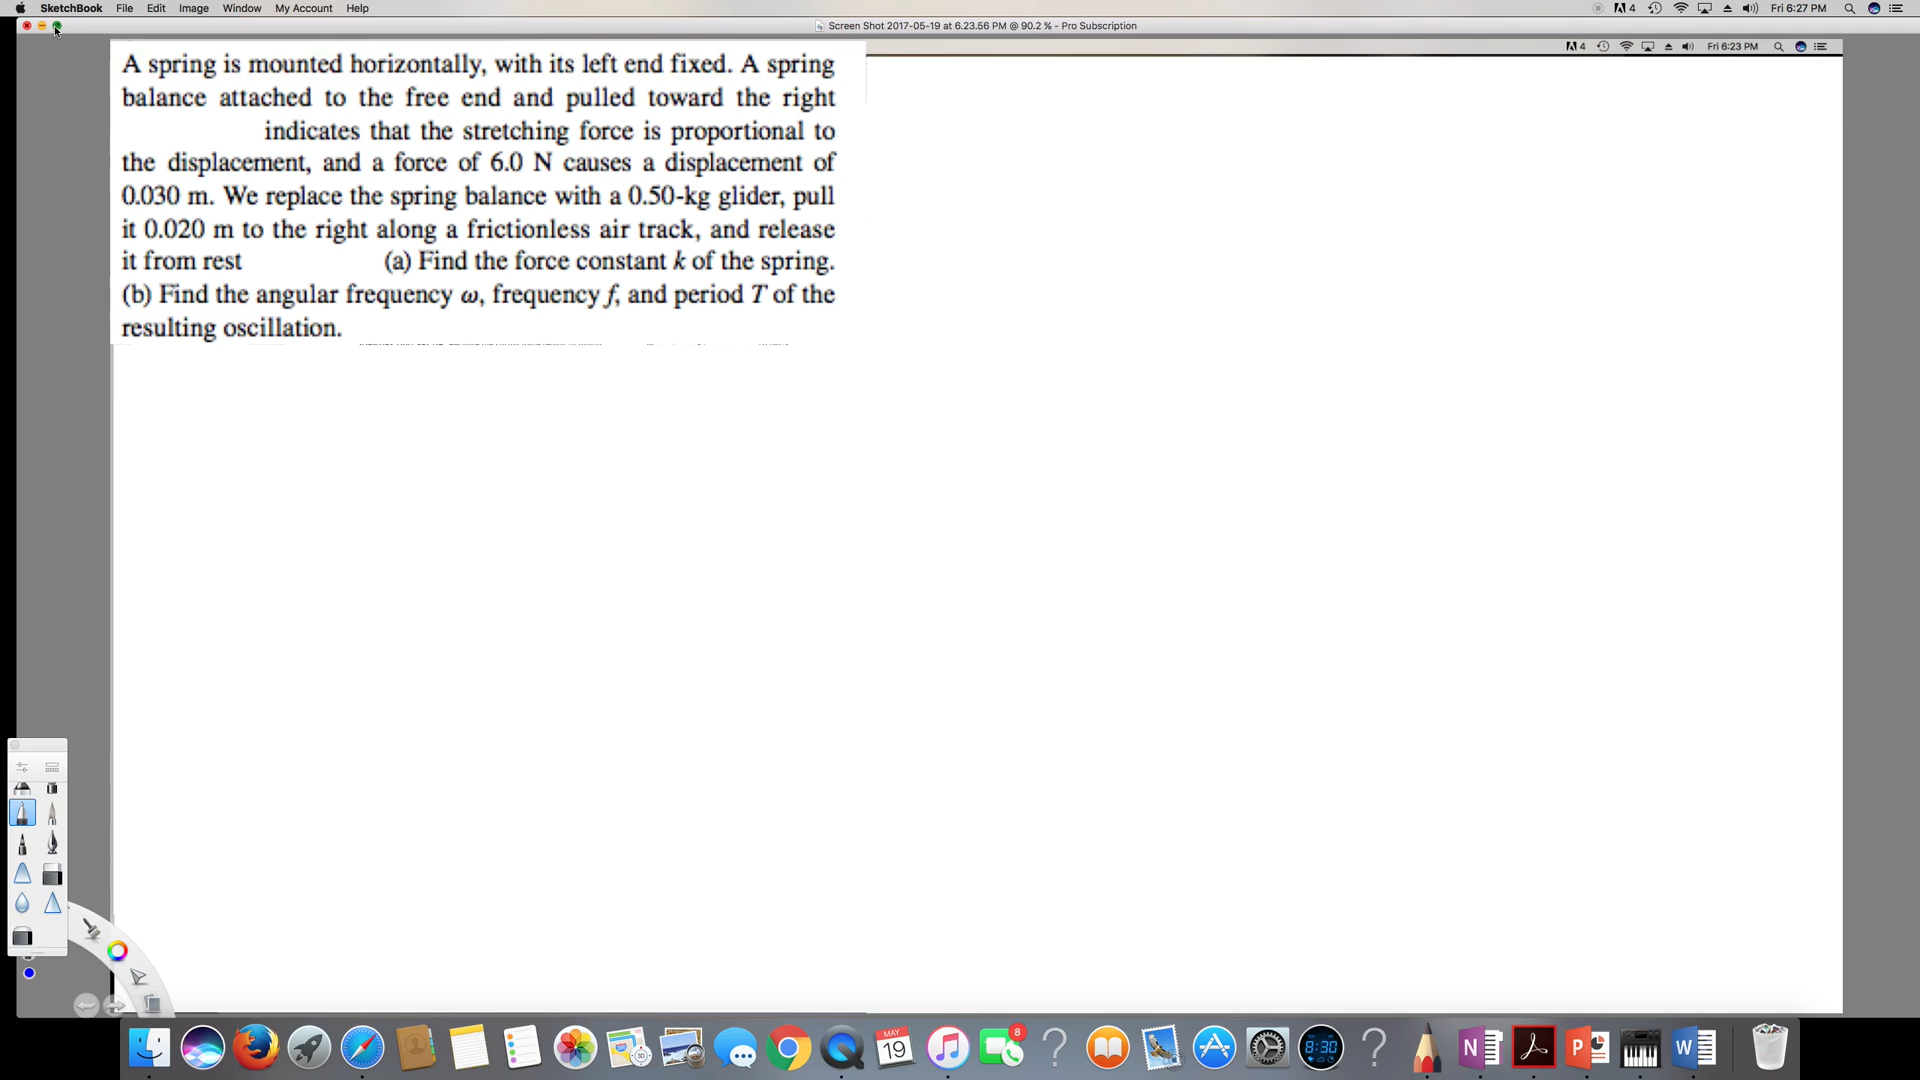 SketchBook File Edit Image Window My Account Help
4 Fri 6:27 PM
Screen Shot 2017-05-19 at 6.23.56 PM @ 90.2 % - Pro Subscription
4 Fri 6:23 PM
A spring is mounted horizontally, with its left end fixed. A spring
balance attached to the free end and pulled toward the right
indicates that the stretching force is proportional to
the displacement, and a force of 6.0 N causes a displacement of
0.030 m. We replace the spring balance with a 0.50-kg glider, pull
it 0.020 m to the right along a frictionless air track, and release
it from rest (a) Find the force constant k of the spring.
(b) Find the angular frequency ω, frequency f, and period T of the
resulting oscillation.
3D
MAY
19
8
8:30
N
P
W